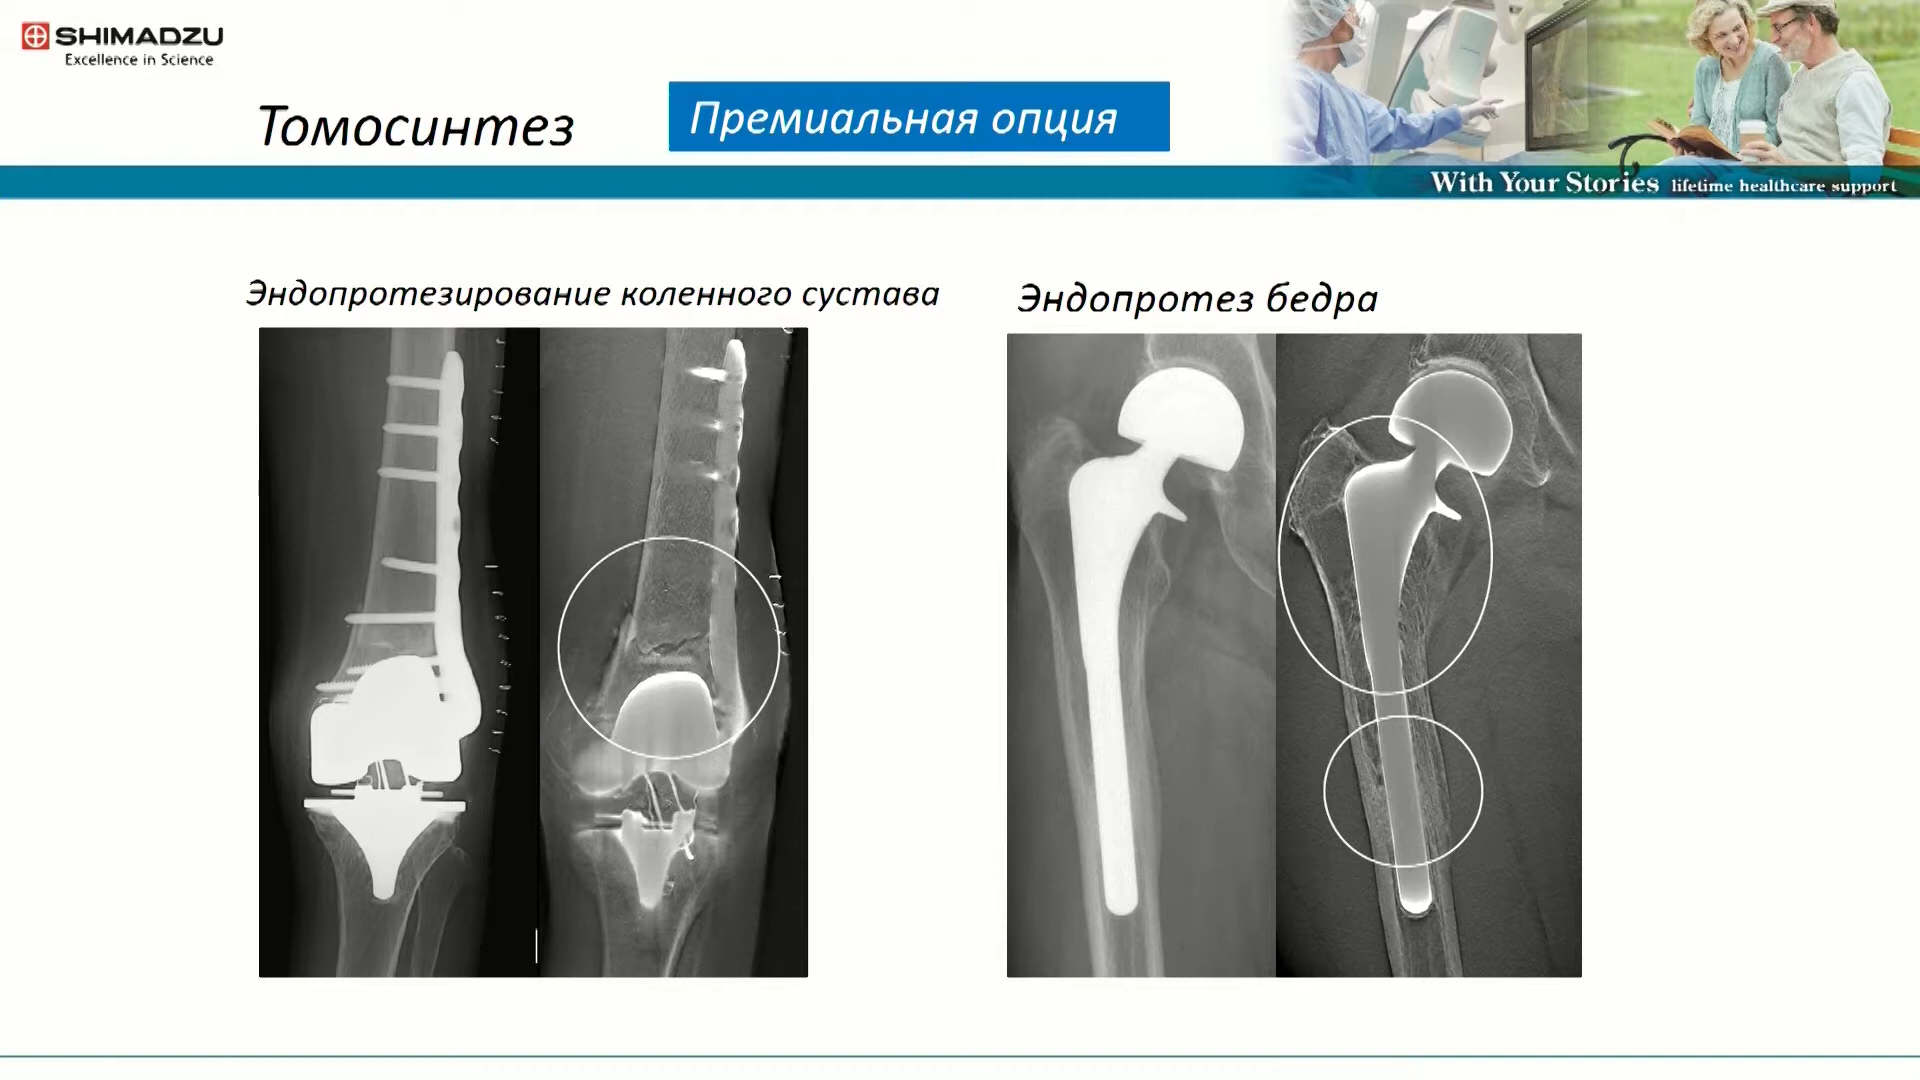 SHIMADZU
Excellence in Science
Томосинтез
Премиальная опция
With Your Stories lifetime healthcare support
Эндопротезирование коленного сустава
Эндопротез бедра